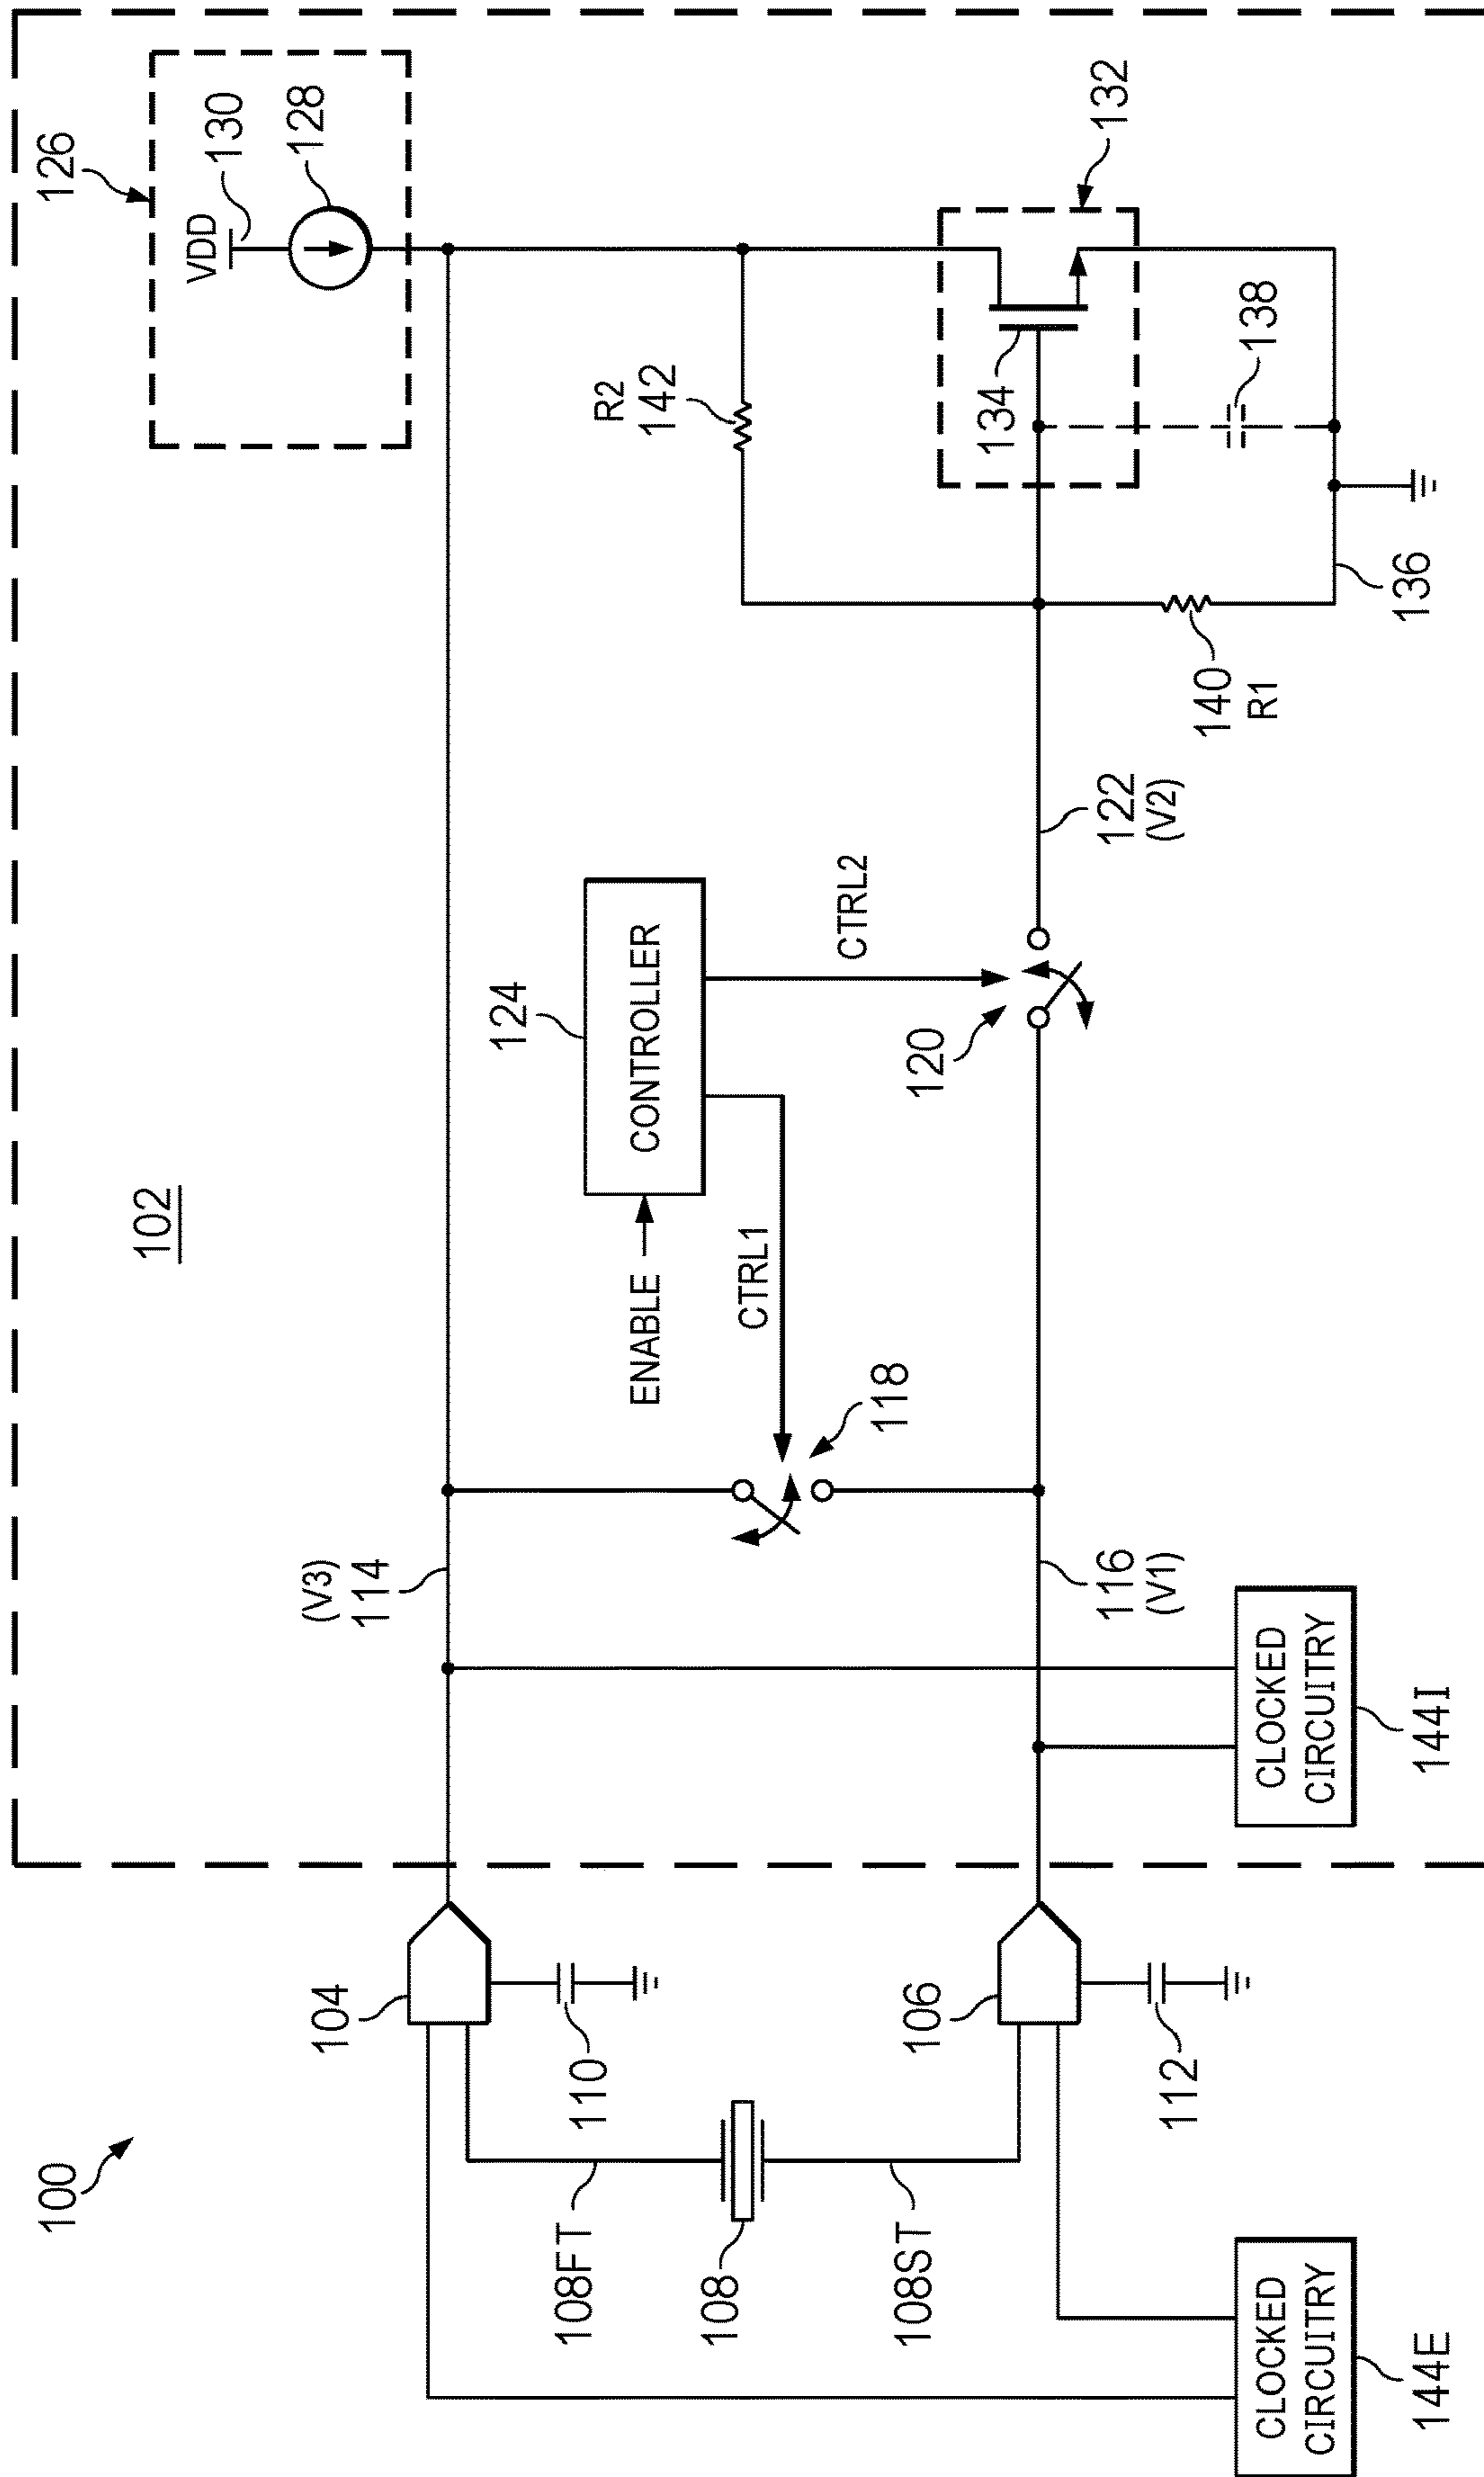 100
102
126
VDD
130
128
104
(V3)
114
108FT
110
R2
142
132
124
CONTROLLER
ENABLE
CTRL1
CTRL2
108
118
120
134
138
108ST
106
112
116
(V1)
122
(V2)
140
R1
136
CLOCKED
CIRCUITRY
144E
CLOCKED
CIRCUITRY
144I